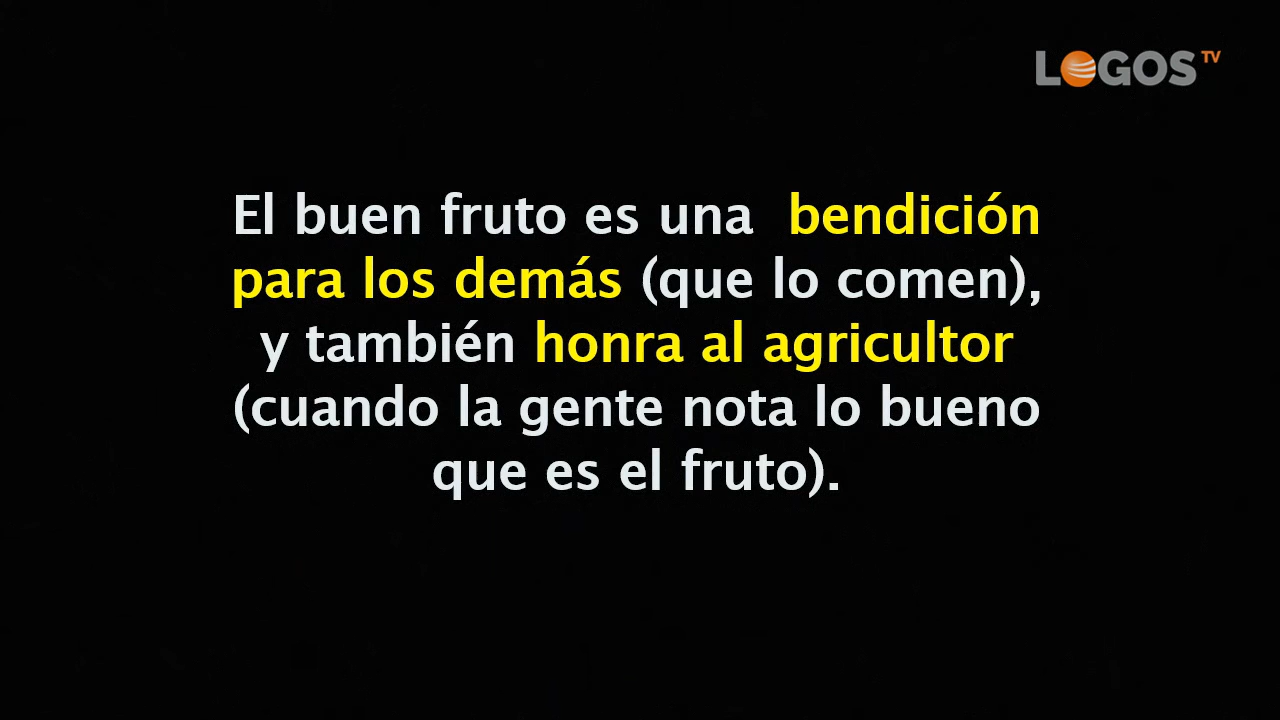 LOGOS TV
El buen fruto es una bendición
para los demás (que lo comen),
y también honra al agricultor
(cuando la gente nota lo bueno
que es el fruto).